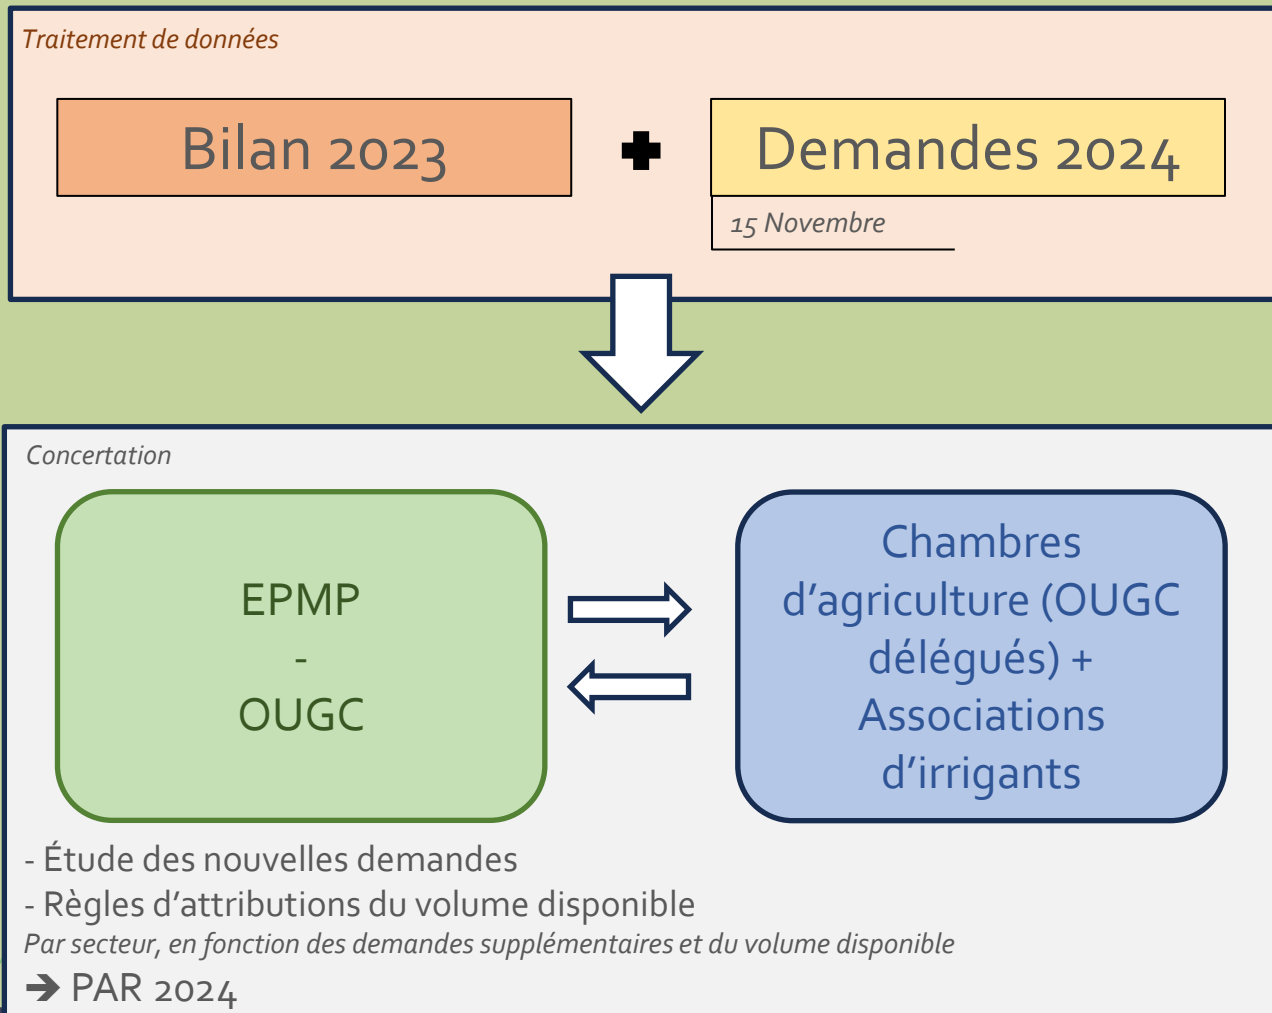 Traitement de données
Bilan 2023
Demandes 2024
15 Novembre
Concertation
EPMP
-
OUGC
Chambres
d'agriculture (OUGC
délégués) +
Associations
d'irrigants
- Étude des nouvelles demandes
- Règles d'attributions du volume disponible
Par secteur, en fonction des demandes supplémentaires et du volume disponible
➔ PAR 2024